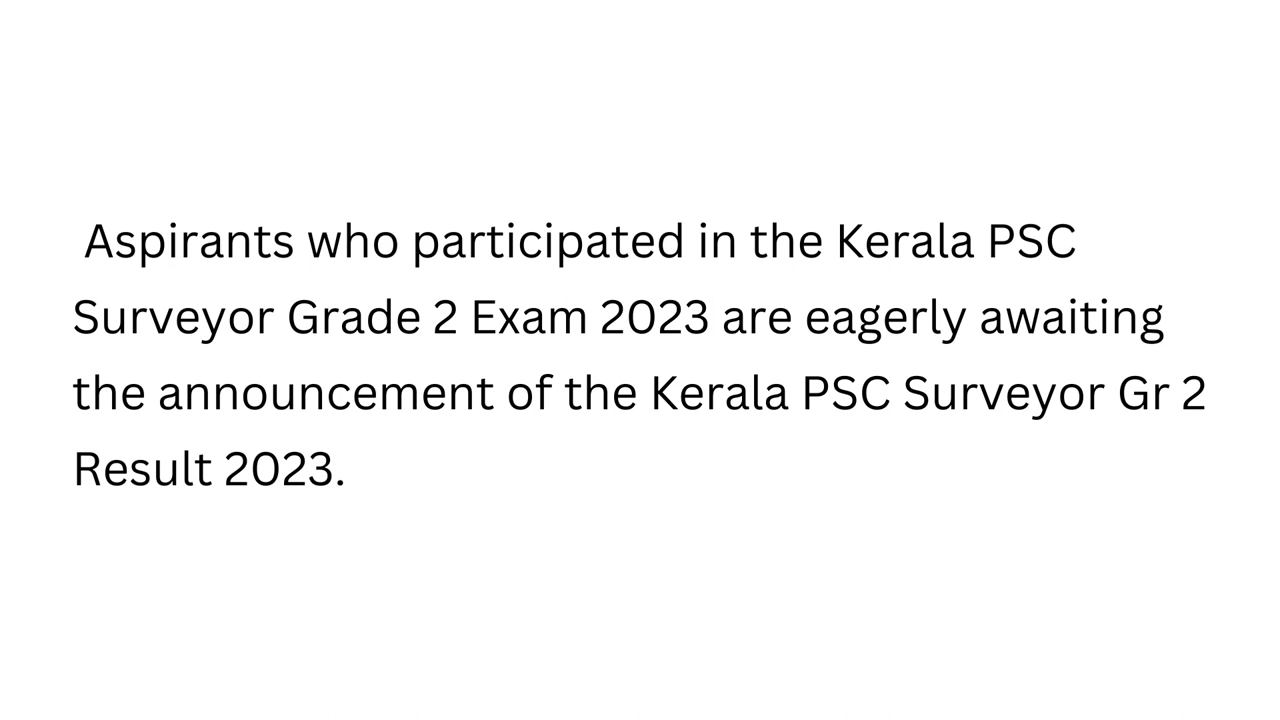 Aspirants who participated in the Kerala PSC
Surveyor Grade 2 Exam 2023 are eagerly awaiting
the announcement of the Kerala PSC Surveyor Gr 2
Result 2023.